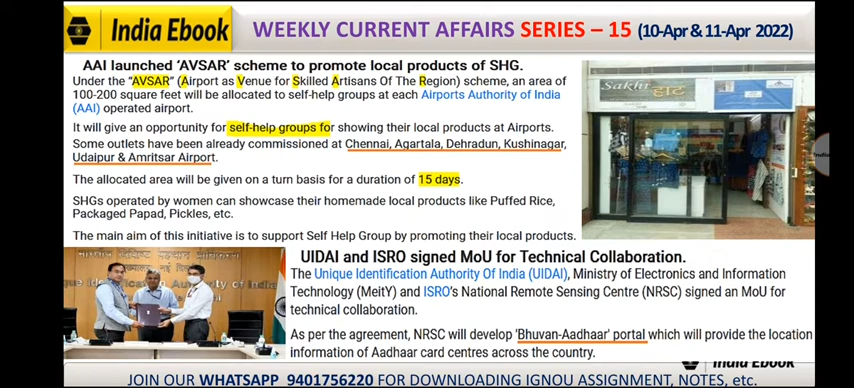 India Ebook
WEEKLY CURRENT AFFAIRS SERIES – 15 (10-Apr & 11-Apr 2022)
AAI launched ‘AVSAR’ scheme to promote local products of SHG.
Under the "AVSAR" (Airport as Venue for Skilled Artisans Of The Region) scheme, an area of
100-200 square feet will be allocated to self-help groups at each Airports Authority of India
(AAI) operated airport.
It will give an opportunity for self-help groups for showing their local products at Airports.
Some outlets have been already commissioned at Chennai, Agartala, Dehradun, Kushinagar,
Udaipur & Amritsar Airport.
The allocated area will be given on a turn basis for a duration of 15 days.
SHGs operated by women can showcase their homemade local products like Puffed Rice,
Packaged Papad, Pickles, etc.
The main aim of this initiative is to support Self Help Group by promoting their local products.
Sakhi हाट
India
UIDAI and ISRO signed MoU for Technical Collaboration.
The Unique Identification Authority Of India (UIDAI), Ministry of Electronics and Information
Technology (MeitY) and ISRO's National Remote Sensing Centre (NRSC) signed an MoU for
technical collaboration.
As per the agreement, NRSC will develop 'Bhuvan-Aadhaar' portal which will provide the location
information of Aadhaar card centres across the country.
India Ebook
JOIN OUR WHATSAPP 9401756220 FOR DOWNLOADING IGNOU ASSIGNMENT, NOTES, etc.